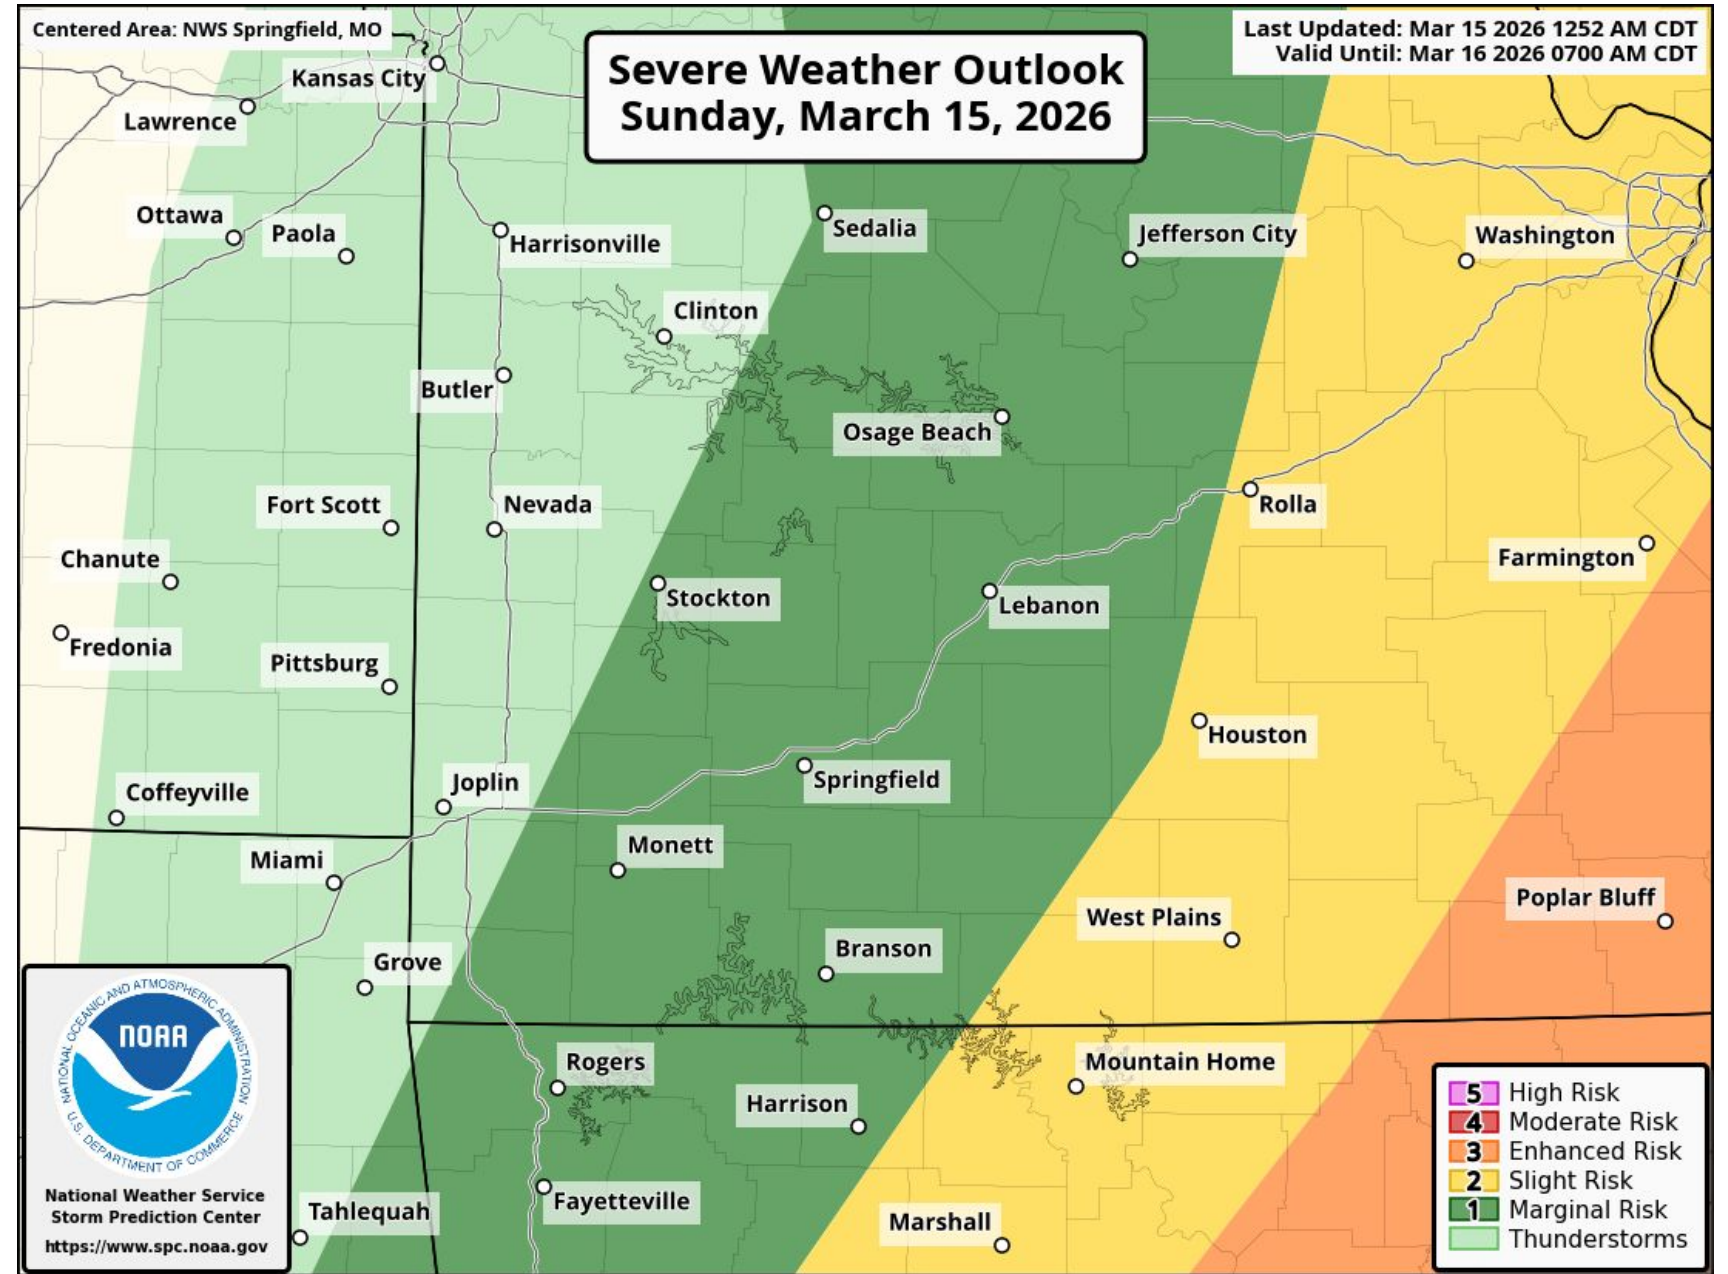 Centered Area: NWS Springfield, MO
Last Updated: Mar 15 2026 1252 AM CDT
Valid Until: Mar 16 2026 0700 AM CDT
Severe Weather Outlook
Sunday, March 15, 2026
Kansas City
Lawrence
Ottawa
Paola
Harrisonville
Sedalia
Jefferson City
Washington
Clinton
Butler
Osage Beach
Fort Scott
Nevada
Rolla
Chanute
Farmington
Stockton
Lebanon
Fredonia
Pittsburg
Houston
Coffeyville
Joplin
Springfield
Miami
Monett
Poplar Bluff
West Plains
Grove
Branson
Rogers
Mountain Home
Harrison
Tahlequah
Fayetteville
Marshall
NATIONAL OCEANIC AND ATMOSPHERIC ADMINISTRATION
NOAA
U.S. DEPARTMENT OF COMMERCE
National Weather Service
Storm Prediction Center
https://www.spc.noaa.gov
5 High Risk
4 Moderate Risk
3 Enhanced Risk
2 Slight Risk
1 Marginal Risk
Thunderstorms